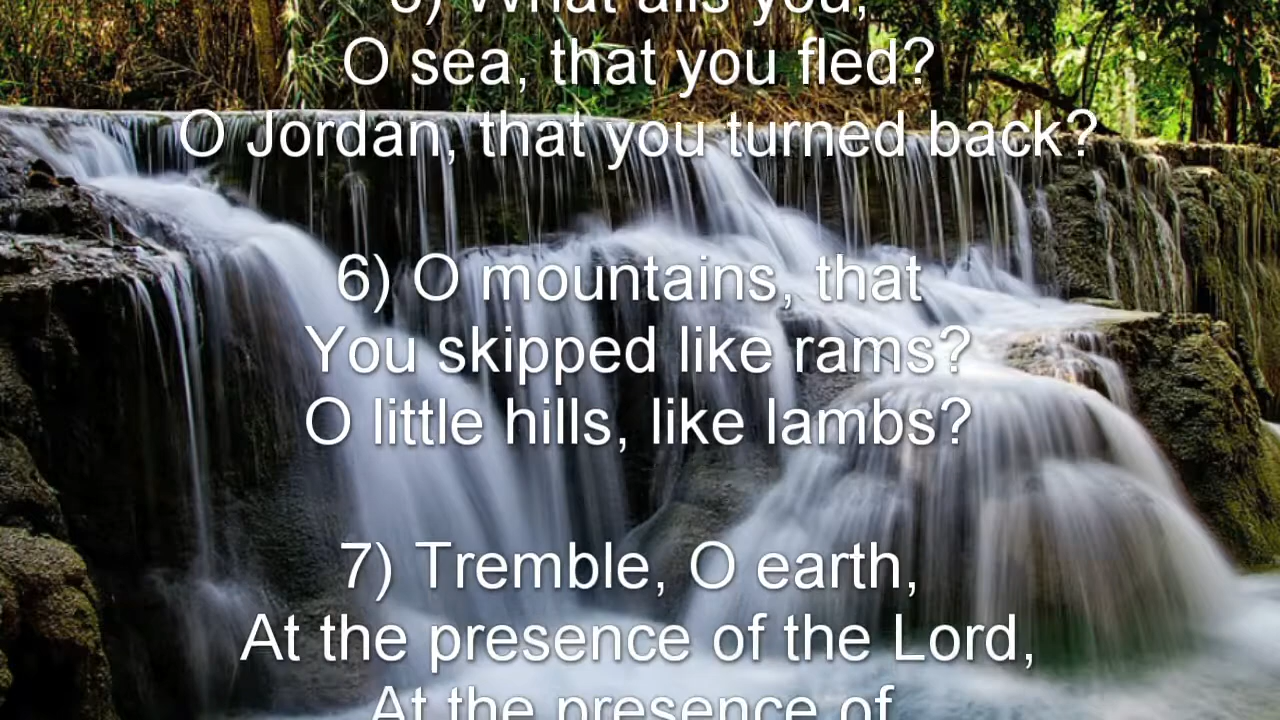 5) What ails you,
O sea, that you fled?
O Jordan, that you turned back?
6) O mountains, that
You skipped like rams?
O little hills, like lambs?
7) Tremble, O earth,
At the presence of the Lord,
At the presence of